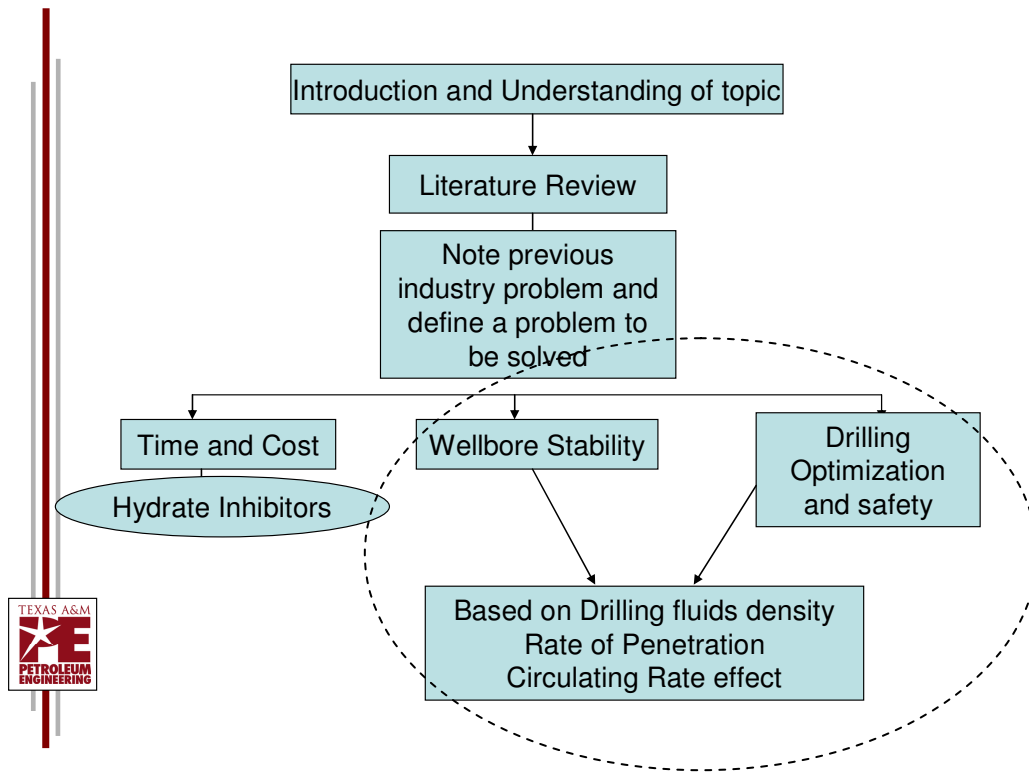 Introduction and Understanding of topic
Literature Review
Note previous
industry problem and
define a problem to
be solved
Time and Cost
Wellbore Stability
Drilling
Optimization
and safety
Hydrate Inhibitors
Based on Drilling fluids density
Rate of Penetration
Circulating Rate effect
TEXAS A&M
PE
PETROLEUM
ENGINEERING